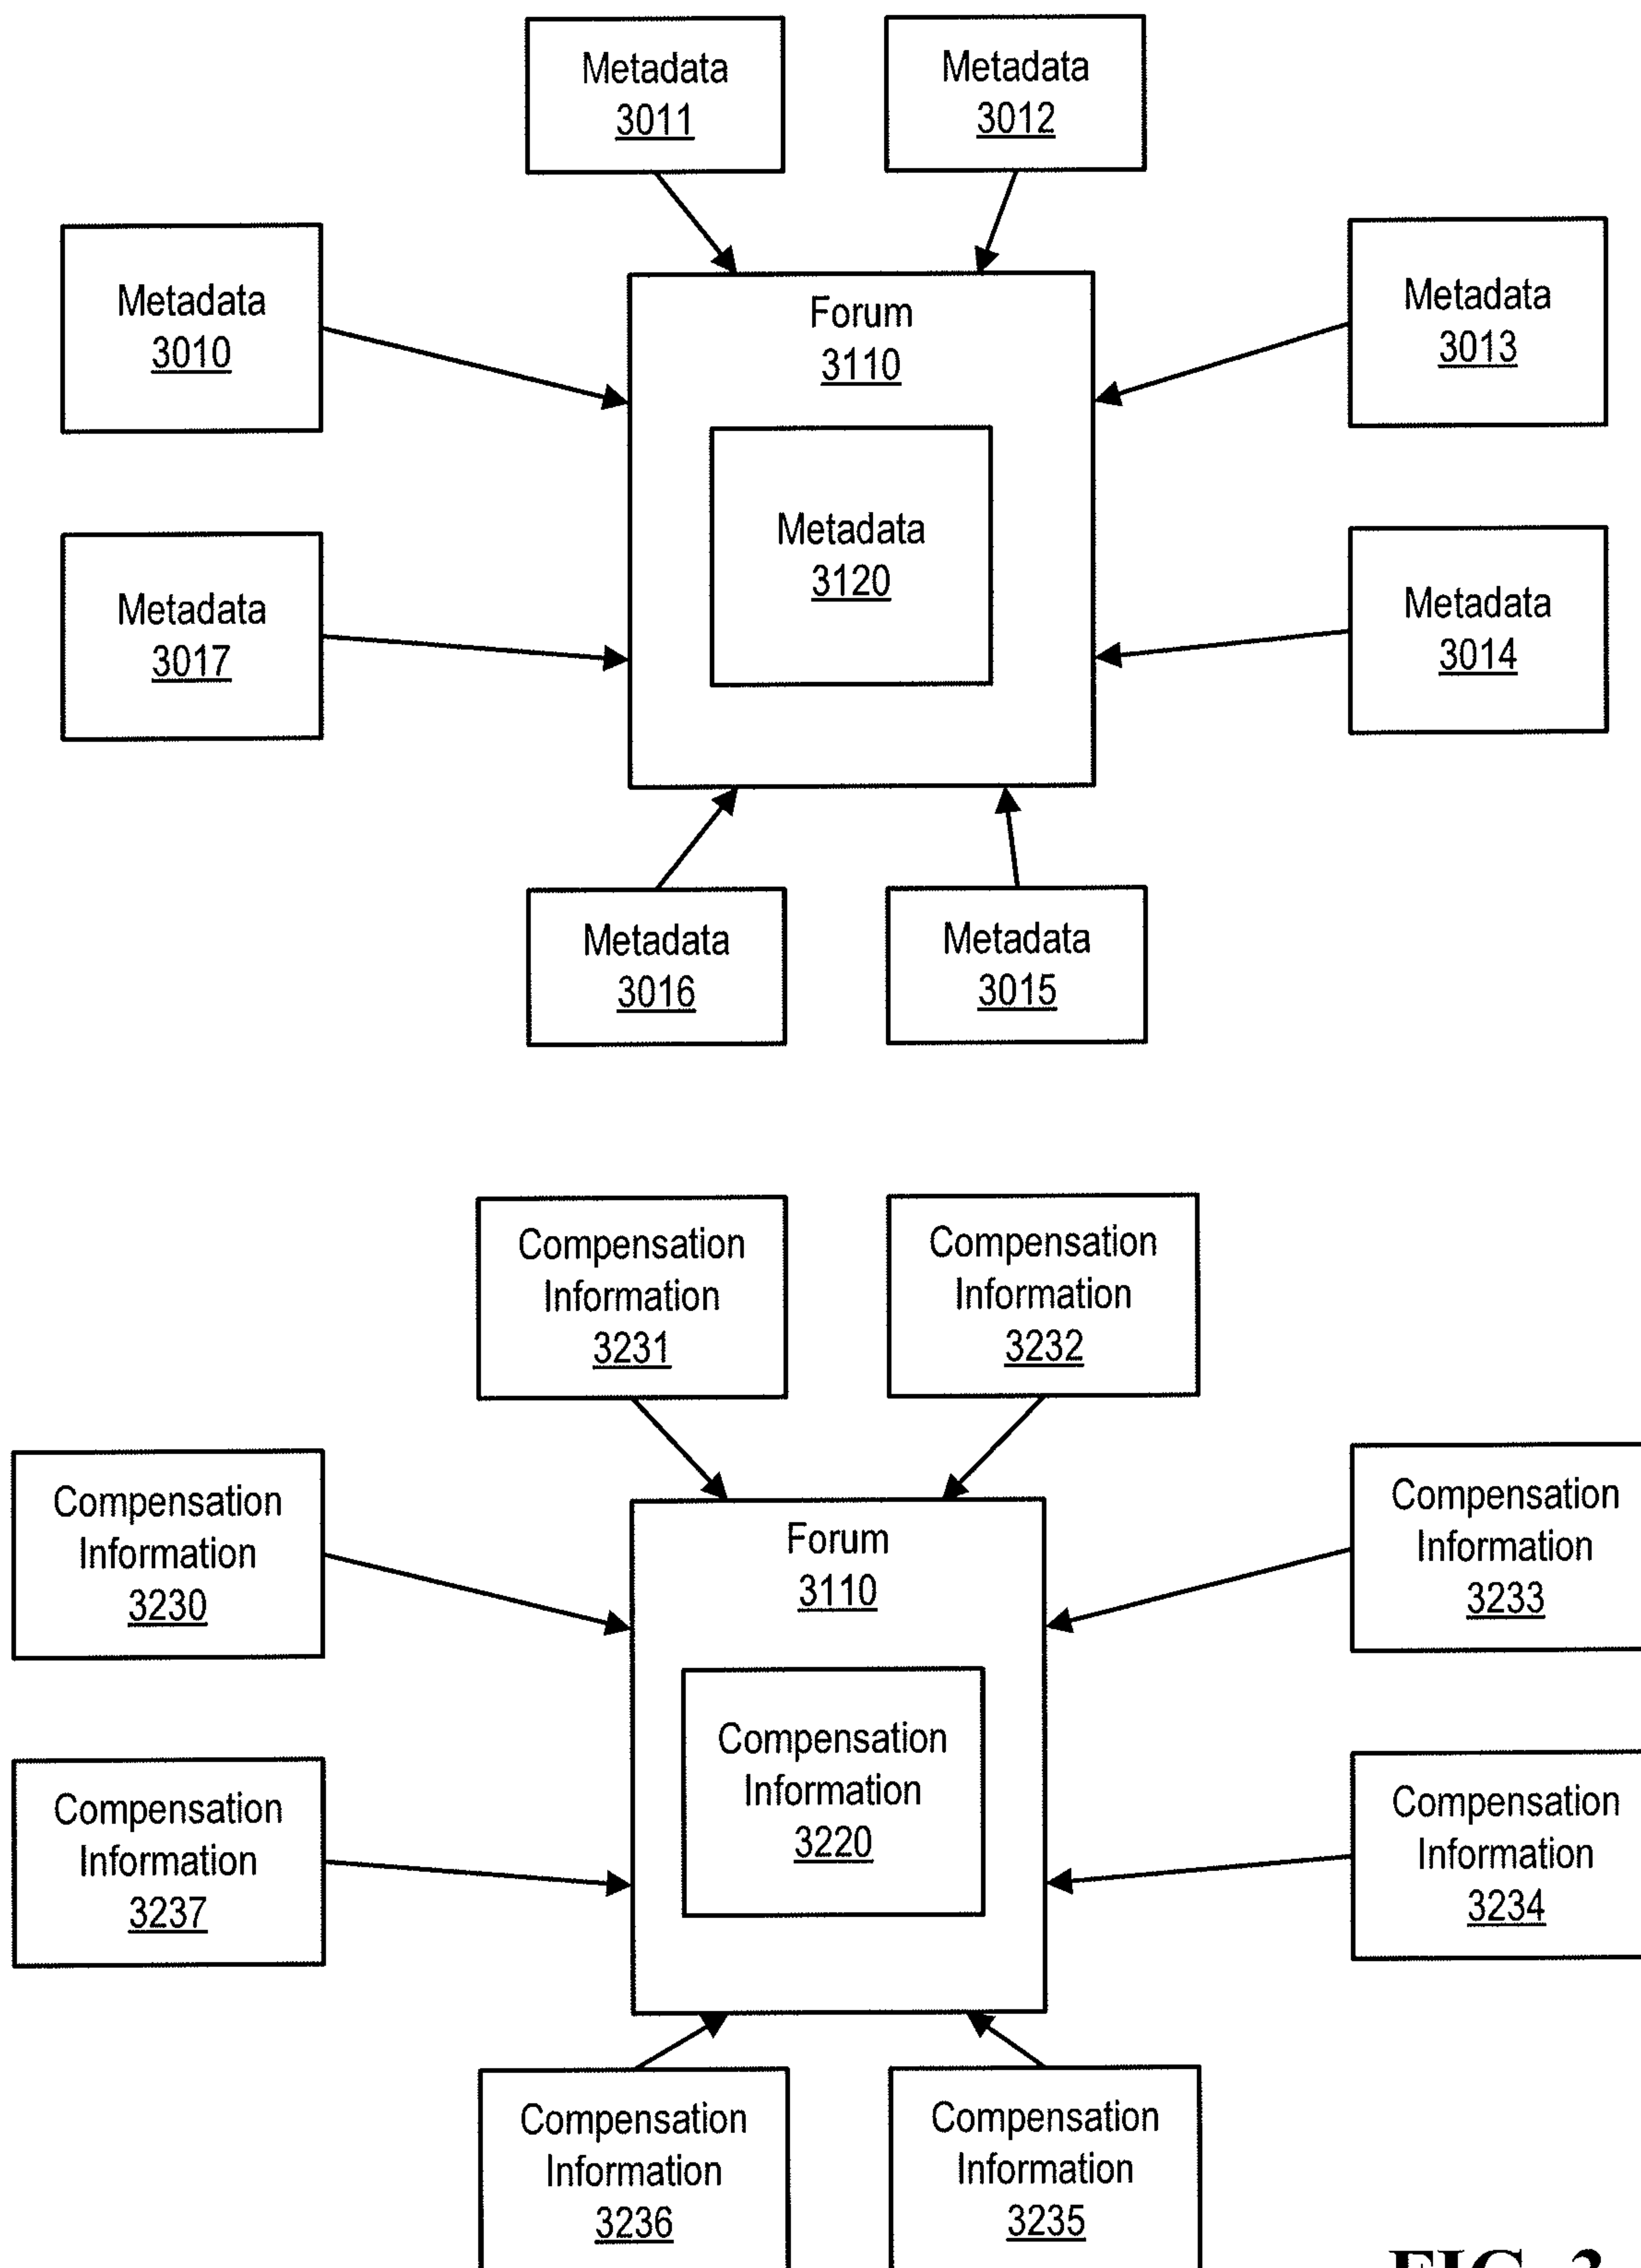 Metadata
3011
Metadata
3012
Metadata
3010
Forum
3110
Metadata
3013
Metadata
3120
Metadata
3017
Metadata
3014
Metadata
3016
Metadata
3015
Compensation
Information
3231
Compensation
Information
3232
Compensation
Information
3230
Forum
3110
Compensation
Information
3233
Compensation
Information
3220
Compensation
Information
3237
Compensation
Information
3234
Compensation
Information
3236
Compensation
Information
3235
FIG. 3